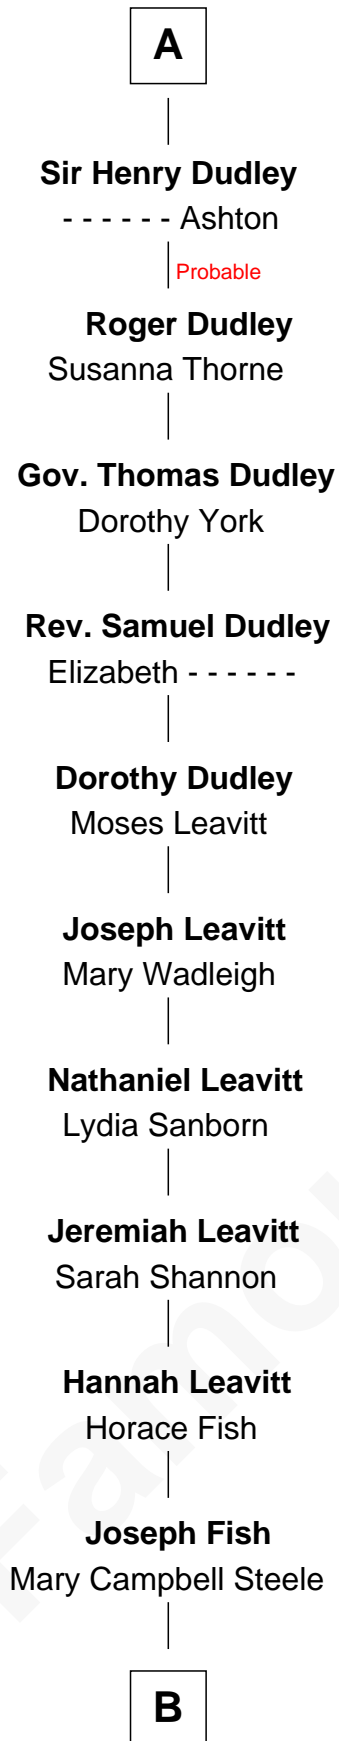 A
Sir Henry Dudley
- - - - - - Ashton
Probable
Roger Dudley
Susanna Thorne
Gov. Thomas Dudley
Dorothy York
Rev. Samuel Dudley
Elizabeth - - - - - -
Dorothy Dudley
Moses Leavitt
Joseph Leavitt
Mary Wadleigh
Nathaniel Leavitt
Lydia Sanborn
Jeremiah Leavitt
Sarah Shannon
Hannah Leavitt
Horace Fish
Joseph Fish
Mary Campbell Steele
B
Famou